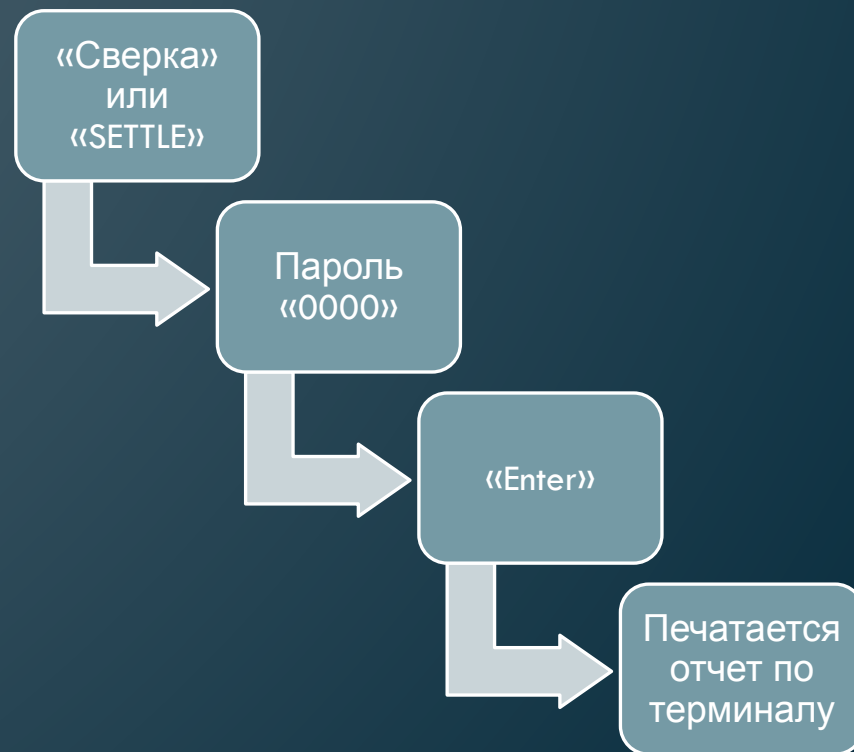 «Сверка»
или
«SETTLE»
Пароль
«0000»
«Enter»
Печатается
отчет по
терминалу